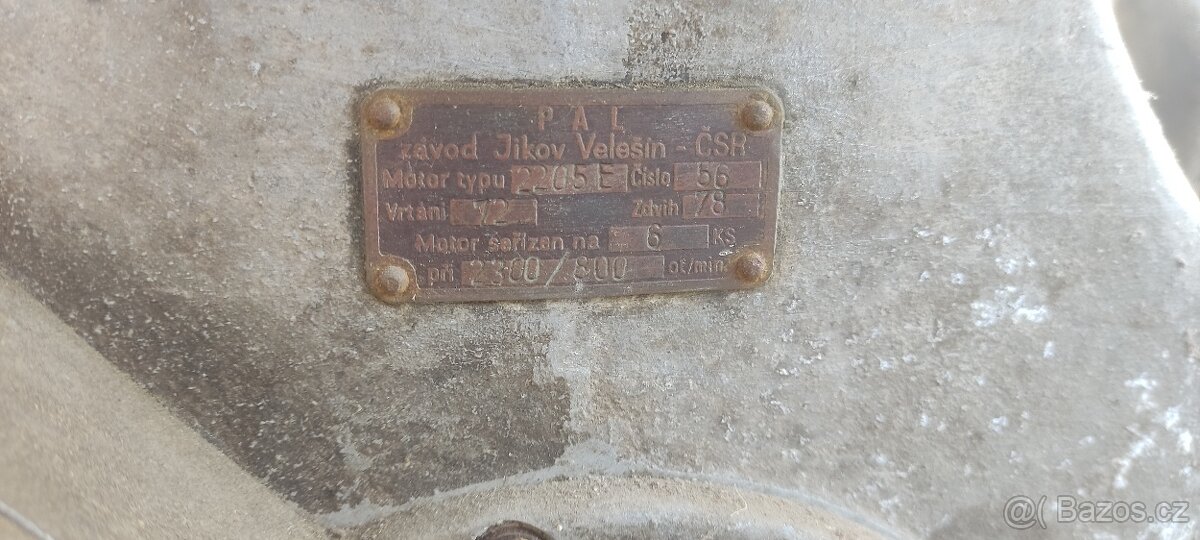 PAL
závod Jikov Velešín - ČSR
Motor typu 2205 E Číslo 56
Vrtání 72 Zdvih 78
Motor seřízen na 6 KS
při 2300/800 ot/min.
@ Bazos.cz